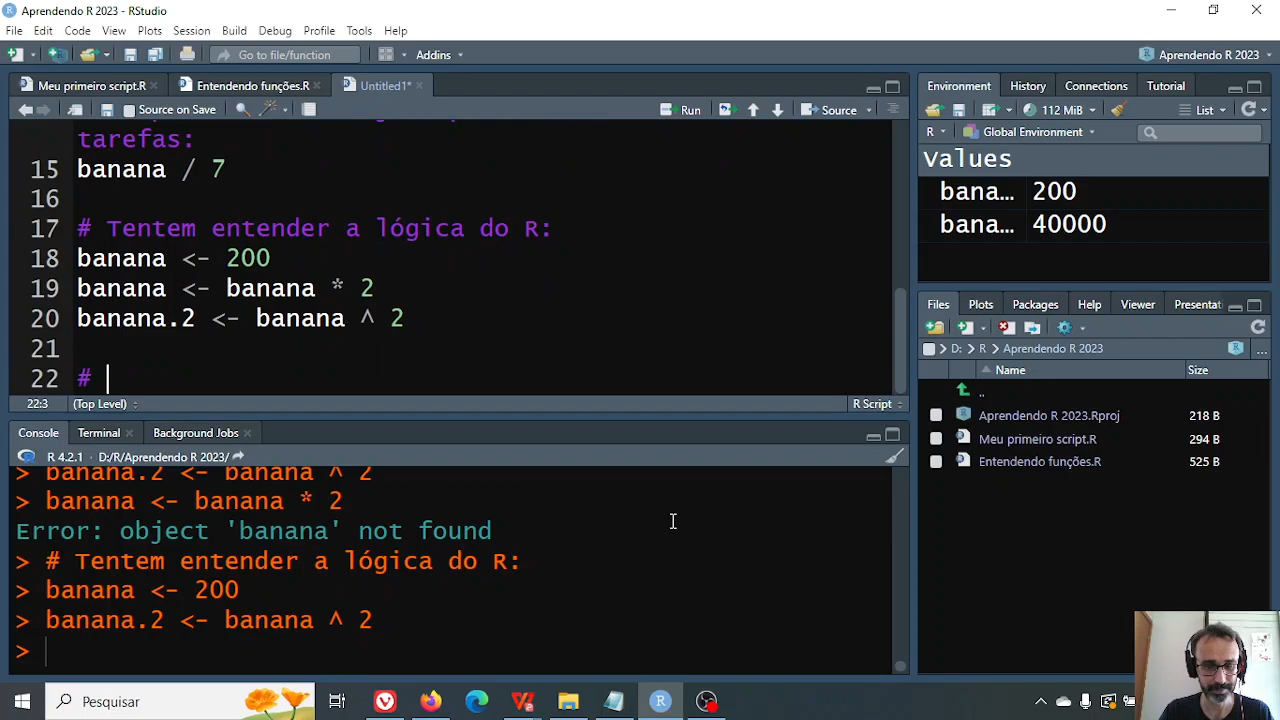 Aprendendo R 2023 - RStudio
File Edit Code View Plots Session Build Debug Profile Tools Help
Go to file/function Addins Aprendendo R 2023
Meu primeiro script.R Entendendo funções.R Untitled1*
Source on Save Run Source
tarefas:
15 banana / 7
16
17 # Tentem entender a lógica do R:
18 banana <- 200
19 banana <- banana * 2
20 banana.2 <- banana ^ 2
21
22 #
22:3 (Top Level) R Script
Console Terminal Background Jobs
R 4.2.1 · D:/R/Aprendendo R 2023/
> banana.2 <- banana ^ 2
> banana <- banana * 2
Error: object 'banana' not found
> # Tentem entender a lógica do R:
> banana <- 200
> banana.2 <- banana ^ 2
>
Environment History Connections Tutorial
112 MiB List
R Global Environment
Values
bana… 200
bana… 40000
Files Plots Packages Help Viewer Presentat
D: R Aprendendo R 2023 ...
Name Size
..
Aprendendo R 2023.Rproj 218 B
Meu primeiro script.R 294 B
Entendendo funções.R 525 B
Pesquisar